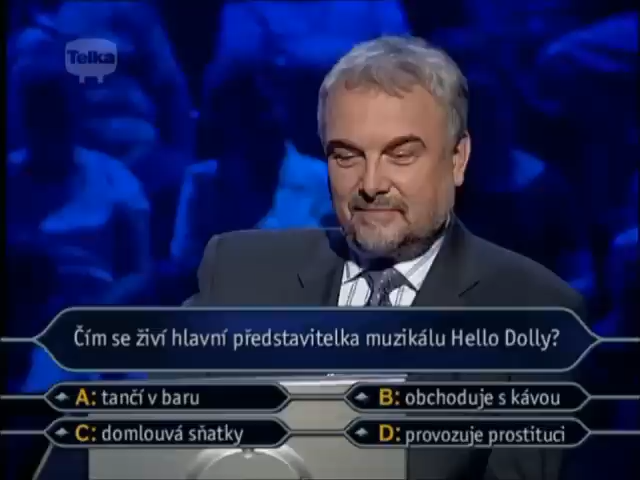 Telka
Čím se živí hlavní představitelka muzikálu Hello Dolly?
A: tančí v baru
B: obchoduje s kávou
C: domlouvá sňatky
D: provozuje prostituci